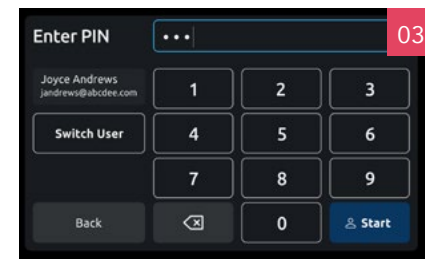 Enter PIN
•••
03
Joyce Andrews
jandrews@abcdee.com
1 2 3
Switch User
4 5 6
7 8 9
Back
0
Start